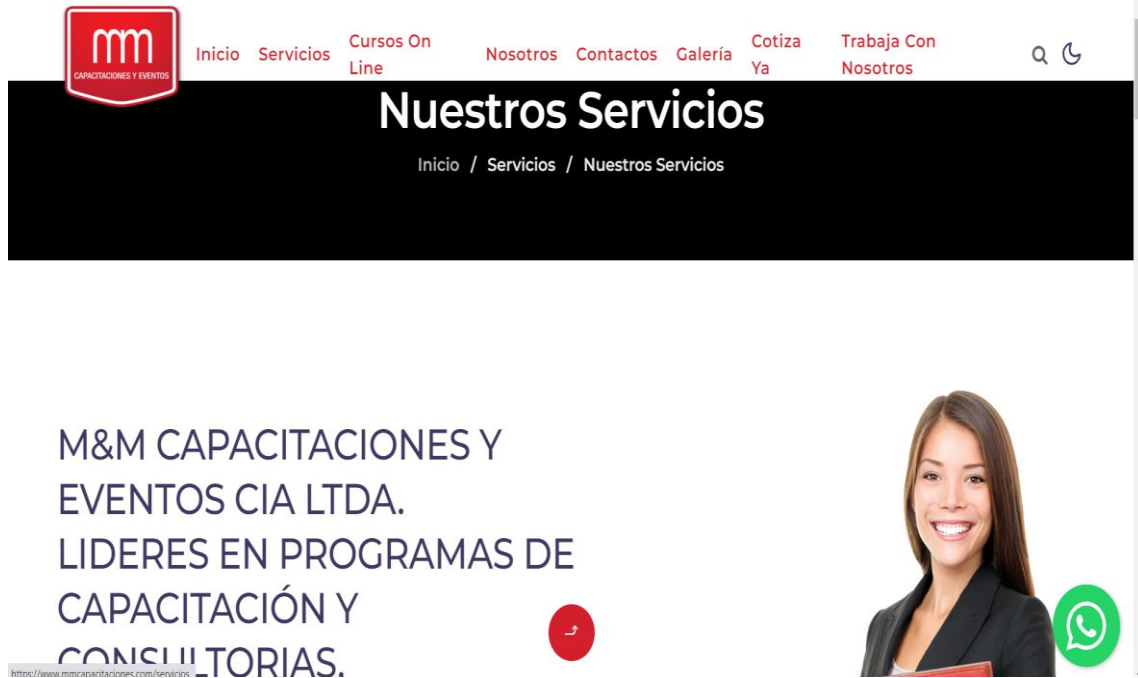 mm
CAPACITACIONES Y EVENTOS
Inicio Servicios Cursos On Line Nosotros Contactos Galería Cotiza Ya Trabaja Con Nosotros
Nuestros Servicios
Inicio / Servicios / Nuestros Servicios
M&M CAPACITACIONES Y
EVENTOS CIA LTDA.
LIDERES EN PROGRAMAS DE
CAPACITACIÓN Y
CONSULTORIAS.
https://www.mmcapacitaciones.com/servicios